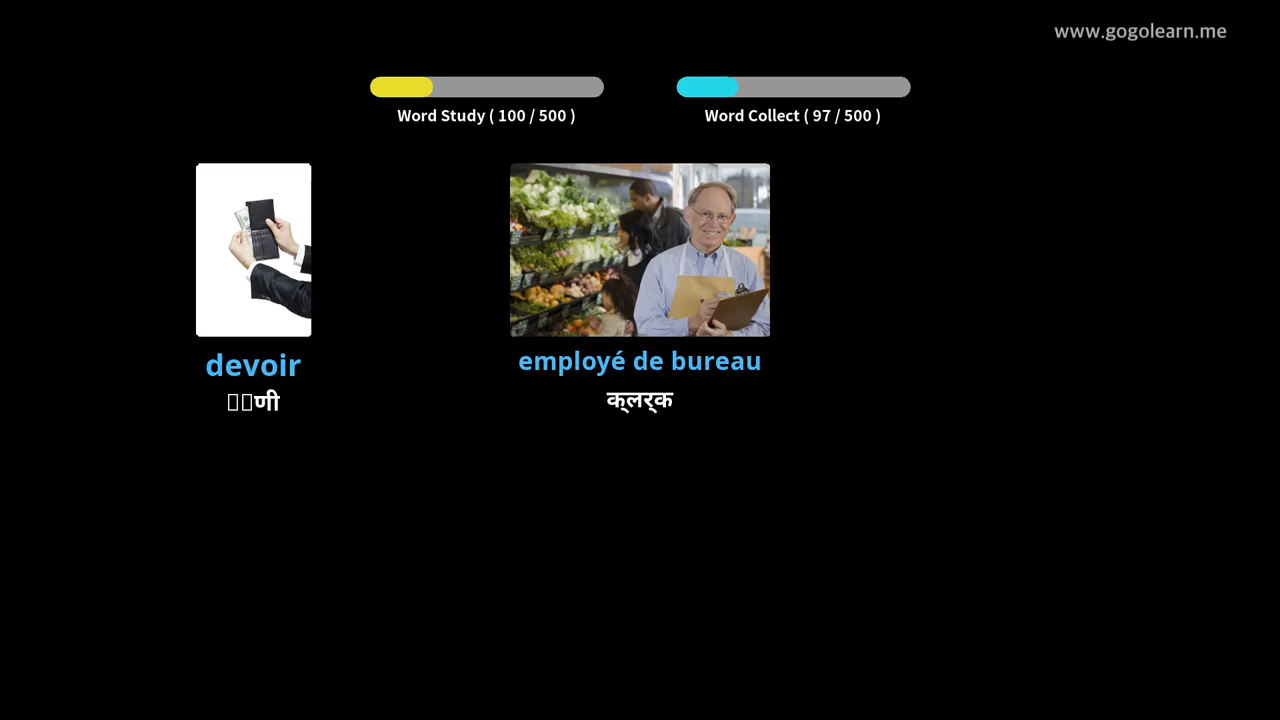 www.gogolearn.me
Word Study ( 100 / 500 )
Word Collect ( 97 / 500 )
devoir
employé de bureau
क्लर्क